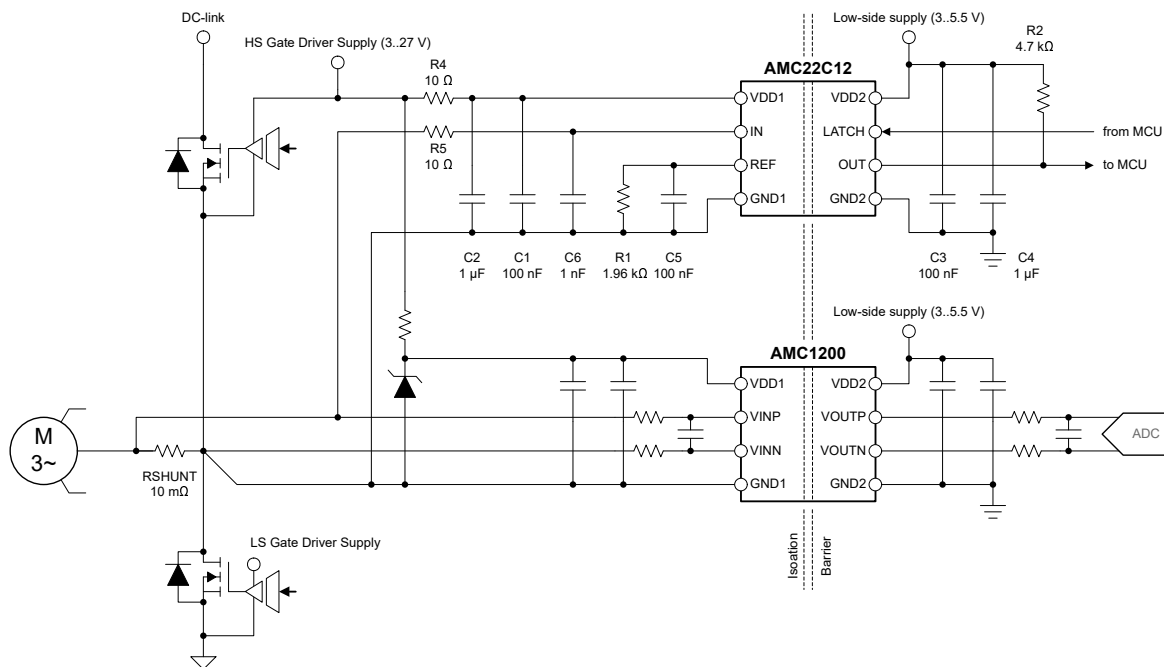 DC-link
HS Gate Driver Supply (3..27 V)
Low-side supply (3..5.5 V)
R2
4.7 kΩ
R4
10 Ω
AMC22C12
VDD1
VDD2
IN
LATCH
from MCU
R5
10 Ω
REF
OUT
to MCU
GND1
GND2
C2
1 µF
C1
100 nF
C6
1 nF
R1
1.96 kΩ
C5
100 nF
C3
100 nF
C4
1 µF
Low-side supply (3..5.5 V)
AMC1200
VDD1
VDD2
VINP
VOUTP
M
3~
VINN
VOUTN
ADC
RSHUNT
10 mΩ
GND1
GND2
LS Gate Driver Supply
Isoation
Barrier